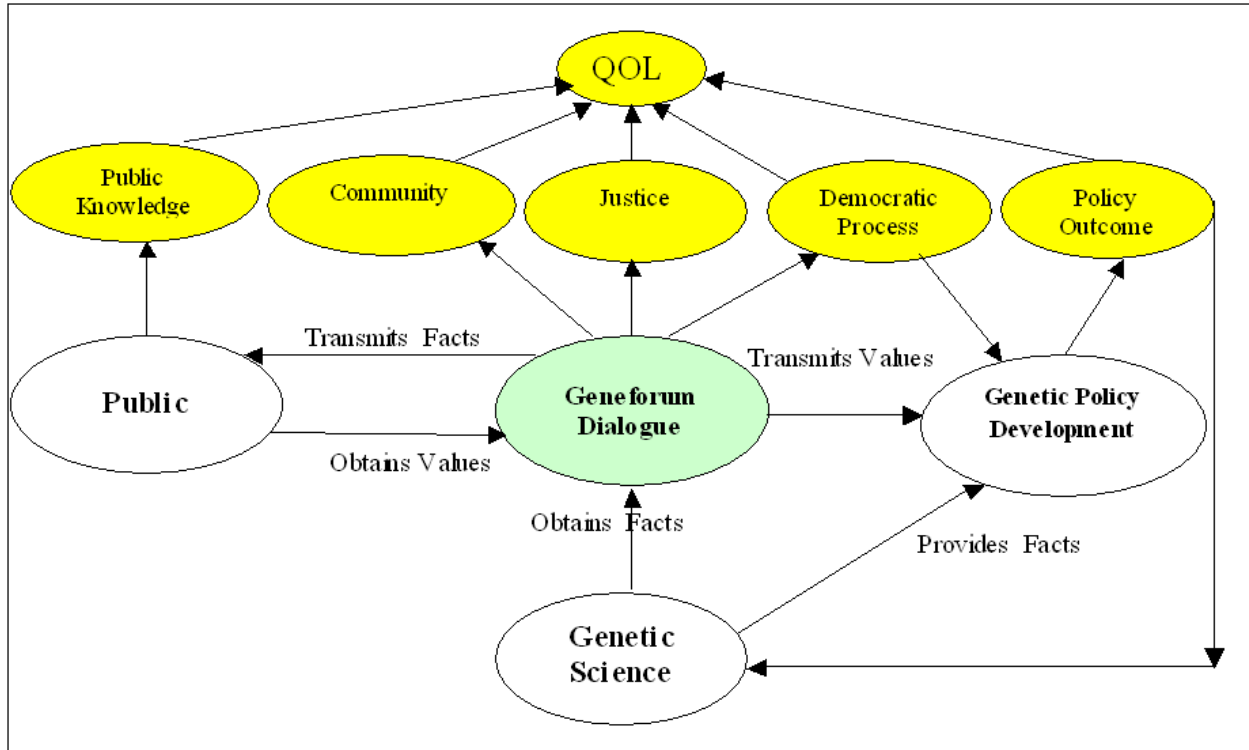 QOL
Public
Knowledge
Community
Justice
Democratic
Process
Policy
Outcome
Transmits Facts
Transmits Values
Public
Geneforum
Dialogue
Genetic Policy
Development
Obtains Values
Obtains Facts
Provides Facts
Genetic
Science